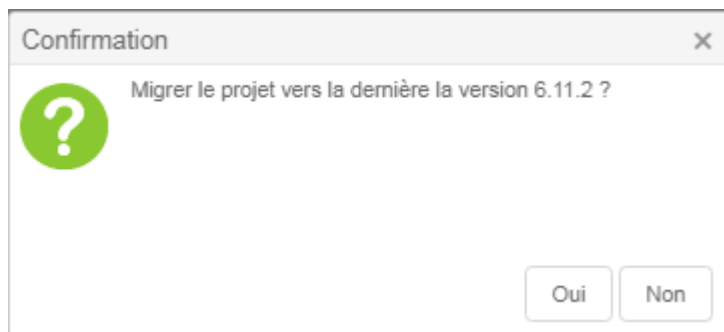 Confirmation
Migrer le projet vers la dernière la version 6.11.2 ?
Oui
Non